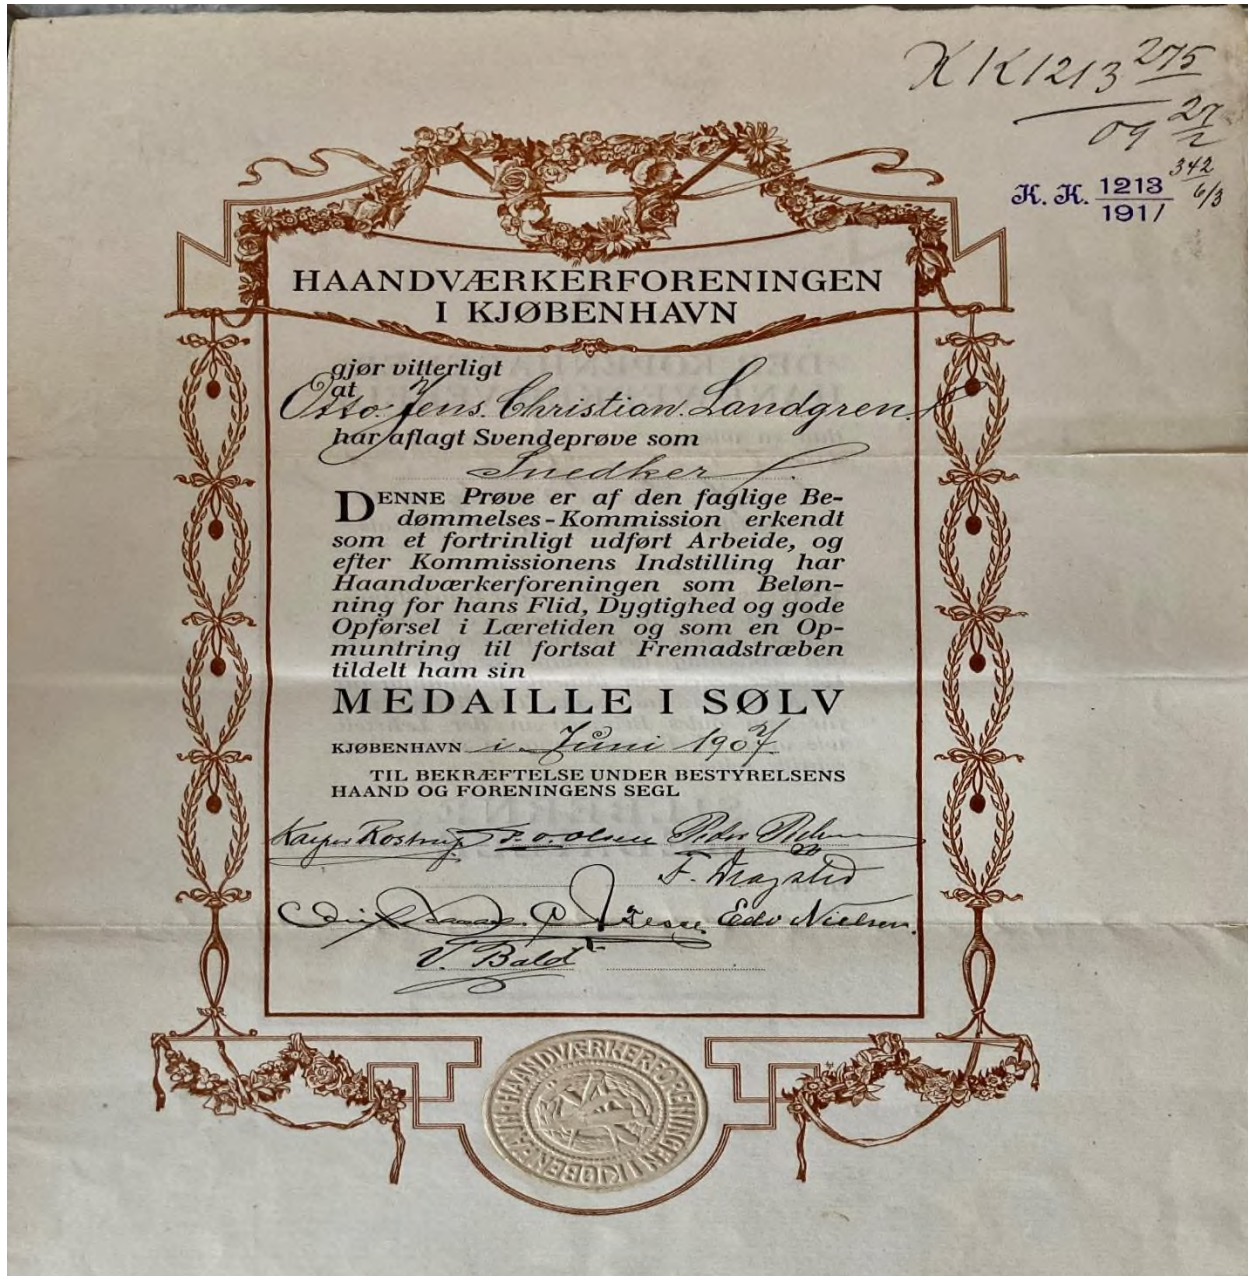 K K 1213 275
09 27/2
342
6/3
K. K. 1213
1911
HAANDVÆRKERFORENINGEN
I KJØBENHAVN
gjør vitterligt
at
Otto. Jens. Christian. Landgren.
har aflagt Svendeprøve som
Snedker
DENNE Prøve er af den faglige Be-
dømmelses-Kommission erkendt
som et fortrinligt udført Arbeide, og
efter Kommissionens Indstilling har
Haandværkerforeningen som Beløn-
ning for hans Flid, Dygtighed og gode
Opførsel i Læretiden og som en Op-
muntring til fortsat Fremadstræben
tildelt ham sin
MEDAILLE I SØLV
KJØBENHAVN i Juni 1907.
TIL BEKRÆFTELSE UNDER BESTYRELSENS
HAAND OG FORENINGENS SEGL
Kasper Rostrup F. O. Olsen
F. Dragsted
Edv Nielsen.
V. Bald
HAANDVÆRKERFORENINGEN I KJØBENHAVN